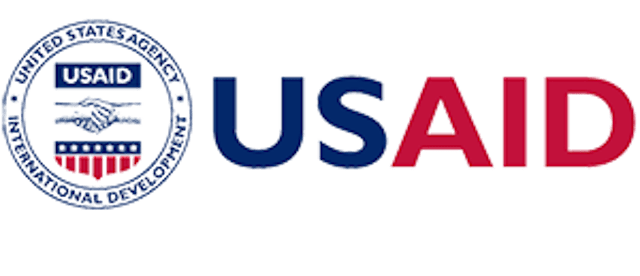 UNITED STATES AGENCY
USAID
INTERNATIONAL DEVELOPMENT
USAID